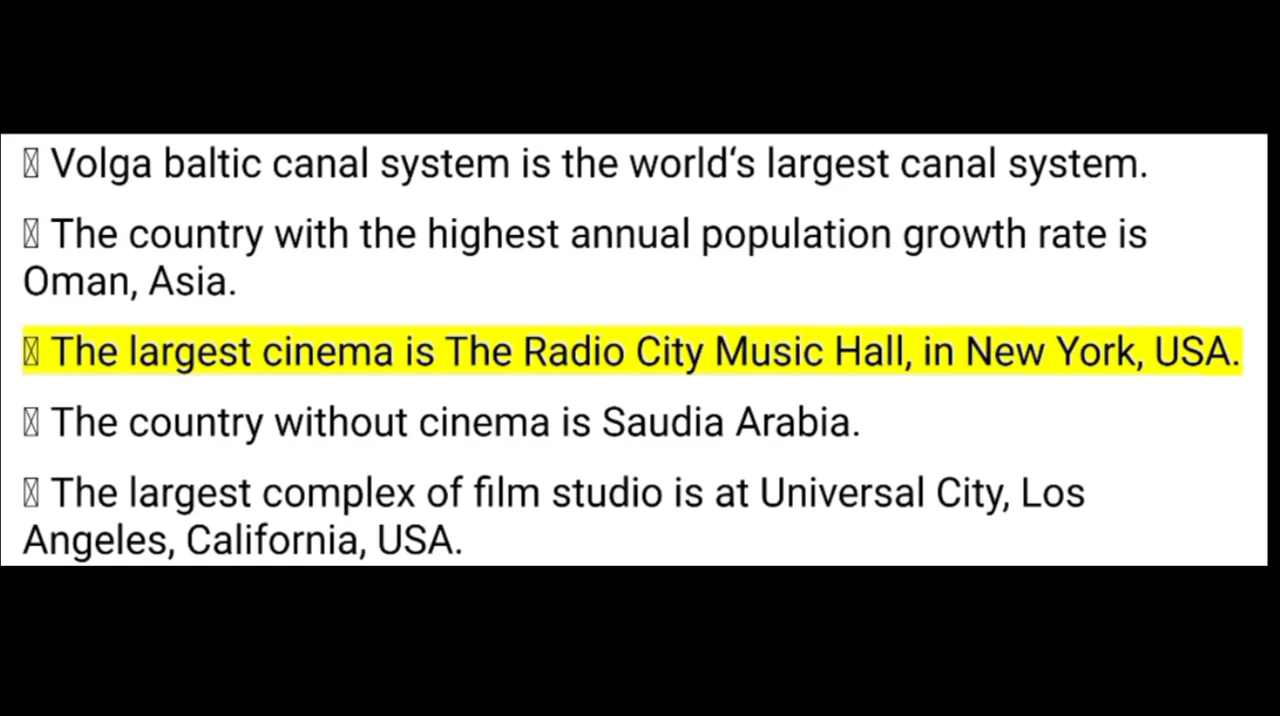 Volga baltic canal system is the world‘s largest canal system.
The country with the highest annual population growth rate is
Oman, Asia.
The largest cinema is The Radio City Music Hall, in New York, USA.
The country without cinema is Saudia Arabia.
The largest complex of film studio is at Universal City, Los
Angeles, California, USA.